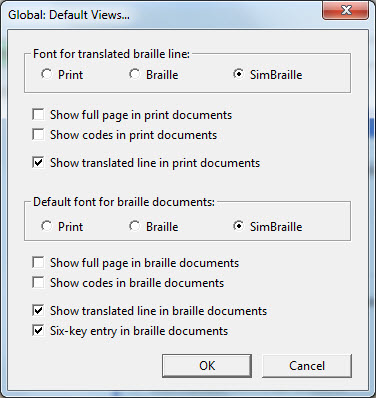 Global: Default Views...
Font for translated braille line:
Print Braille SimBraille
Show full page in print documents
Show codes in print documents
Show translated line in print documents
Default font for braille documents:
Print Braille SimBraille
Show full page in braille documents
Show codes in braille documents
Show translated line in braille documents
Six-key entry in braille documents
OK Cancel